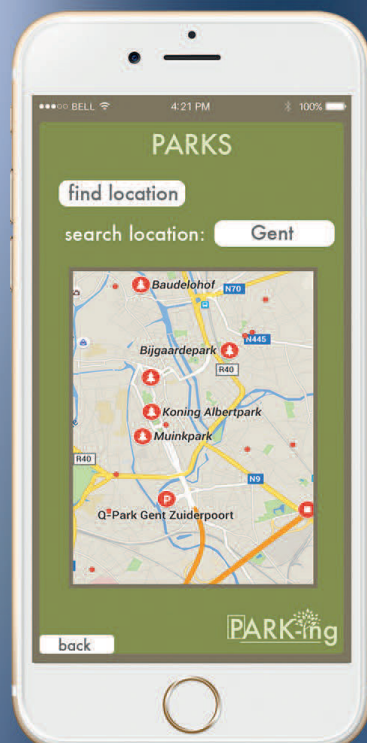 BELL 4:21 PM 100%
PARKS
find location
search location: Gent
Baudelohof
N70
N445
Bijgaardepark
R40
Koning Albertpark
Muinkpark
R40
N9
P
Q-Park Gent Zuiderpoort
PARK-ing
back